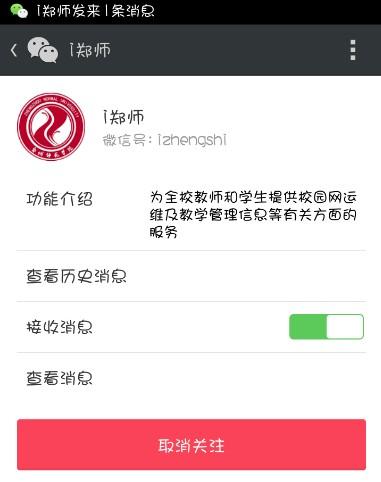 i郑师发来1条消息
i郑师
i郑师
微信号: izhengshi
功能介绍
为全校教师和学生提供校园网运
维及教学管理信息等有关方面的
服务
查看历史消息
接收消息
查看消息
取消关注